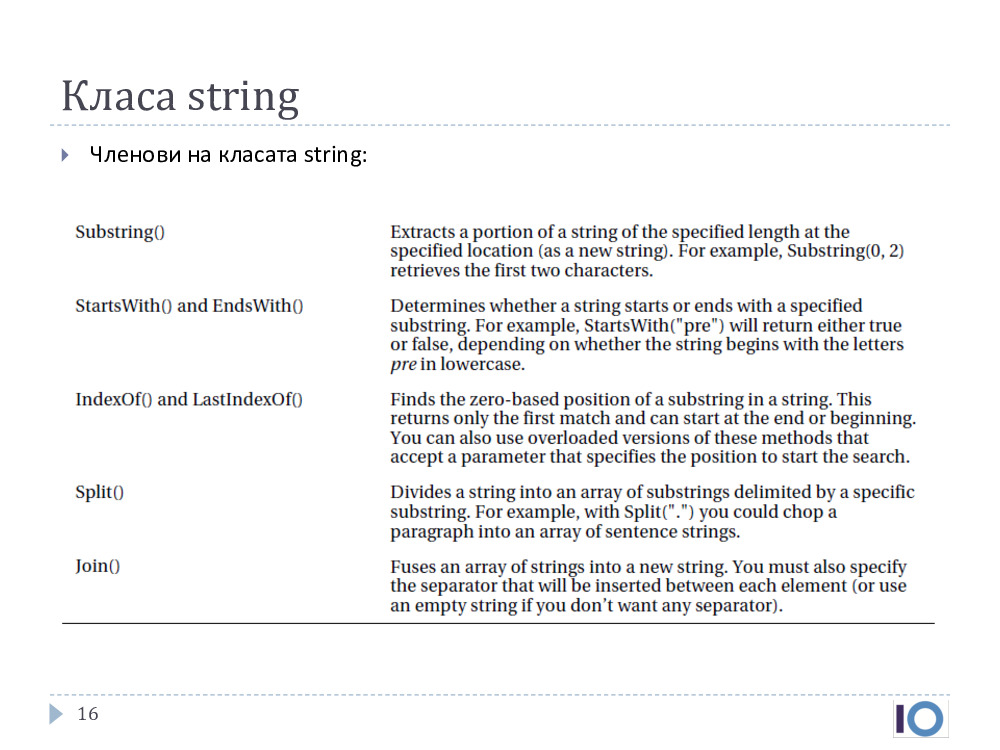 Класа string
Членови на класата string:
Substring()
Extracts a portion of a string of the specified length at the
specified location (as a new string). For example, Substring(0, 2)
retrieves the first two characters.
StartsWith() and EndsWith()
Determines whether a string starts or ends with a specified
substring. For example, StartsWith("pre") will return either true
or false, depending on whether the string begins with the letters
pre in lowercase.
IndexOf() and LastIndexOf()
Finds the zero-based position of a substring in a string. This
returns only the first match and can start at the end or beginning.
You can also use overloaded versions of these methods that
accept a parameter that specifies the position to start the search.
Split()
Divides a string into an array of substrings delimited by a specific
substring. For example, with Split(".") you could chop a
paragraph into an array of sentence strings.
Join()
Fuses an array of strings into a new string. You must also specify
the separator that will be inserted between each element (or use
an empty string if you don’t want any separator).
16
IO